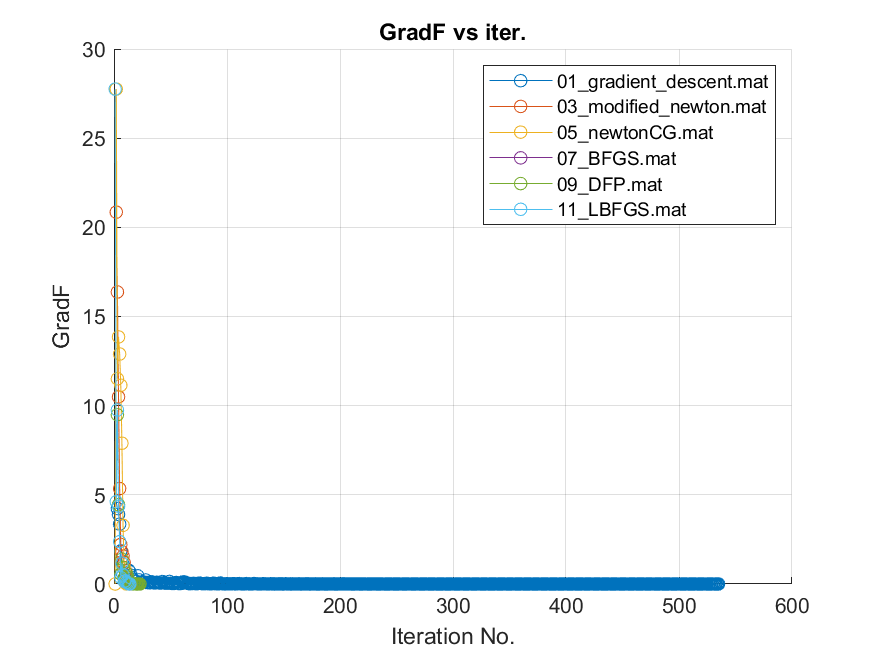 GradF vs iter.
30
25
20
15
10
5
0
GradF
01_gradient_descent.mat
03_modified_newton.mat
05_newtonCG.mat
07_BFGS.mat
09_DFP.mat
11_LBFGS.mat
0 100 200 300 400 500 600
Iteration No.